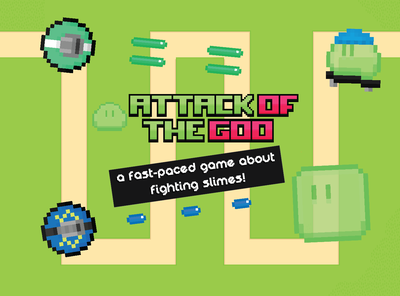 ATTACK OF
THE GOO
a fast-paced game about
fighting slimes!